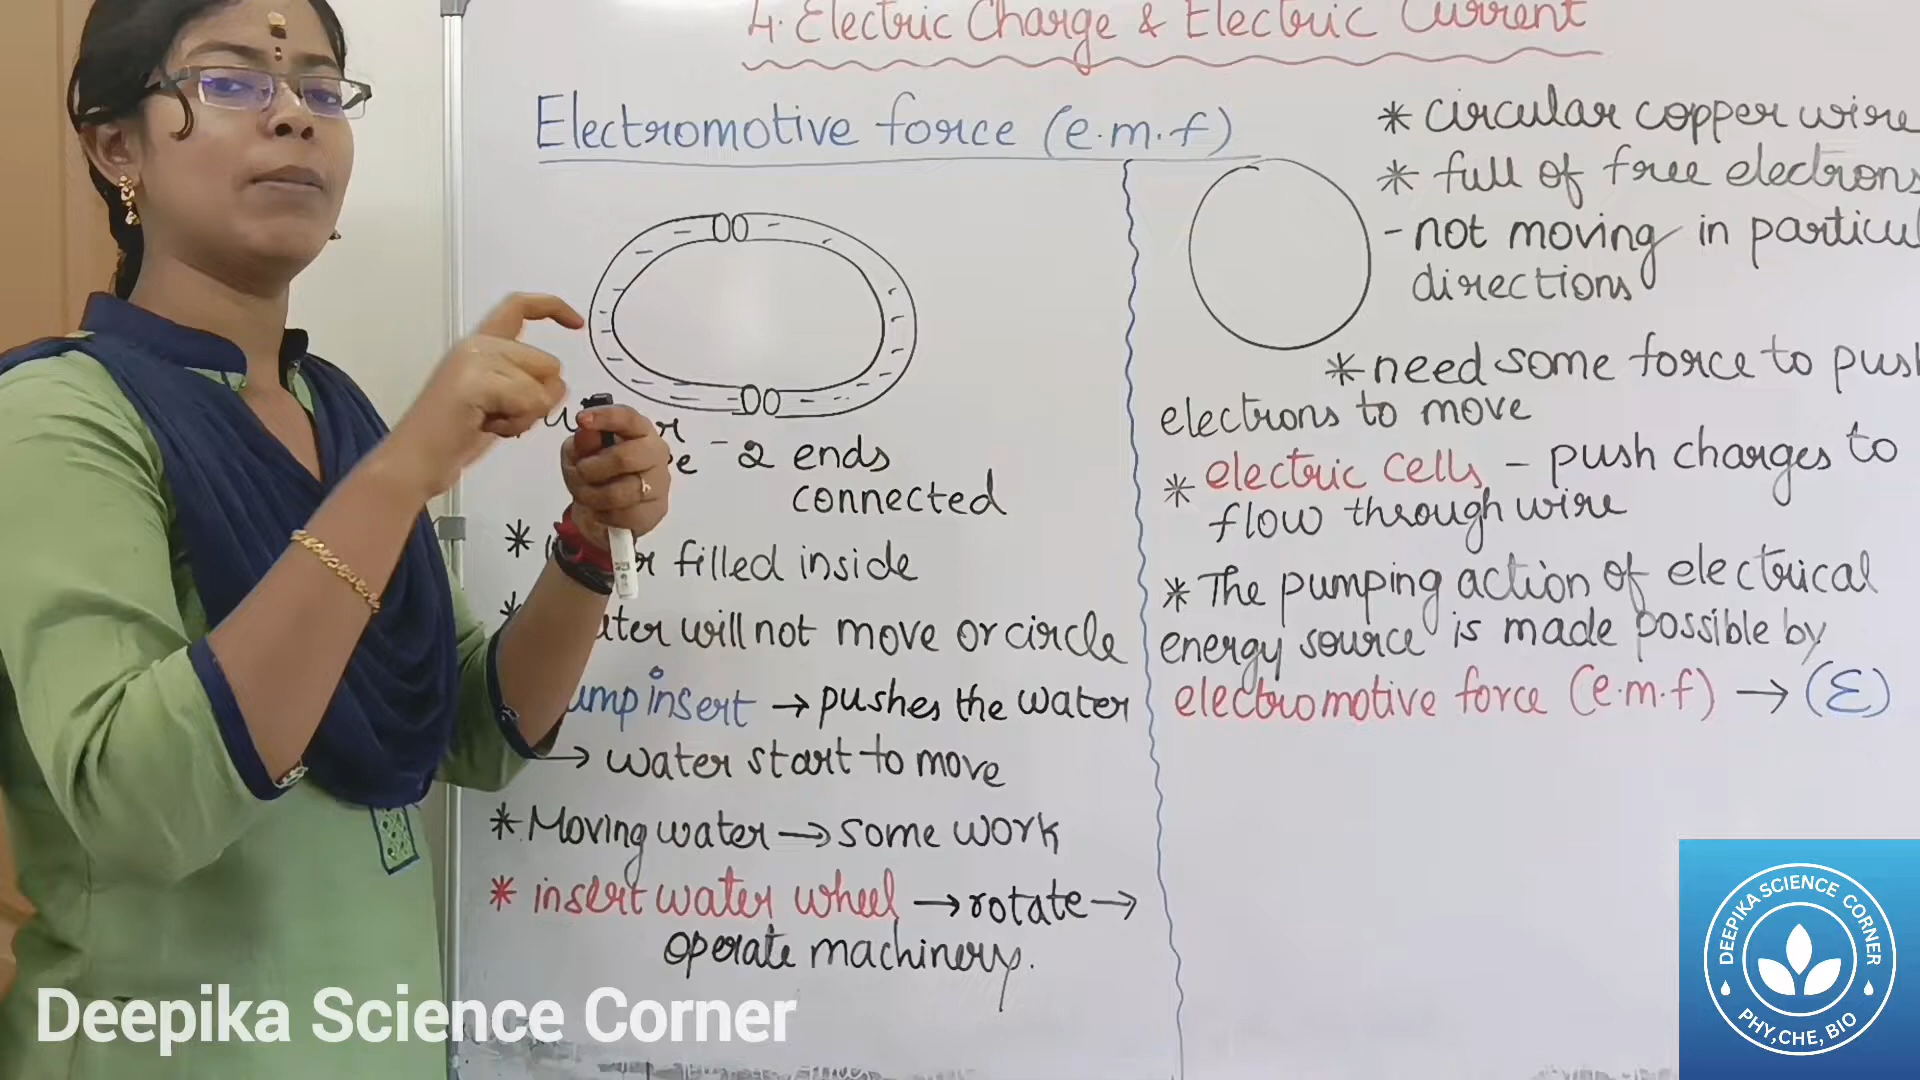 4. Electric Charge & Electric Current
Electromotive force (e.m.f)
- 2 ends
connected
* filled inside
* will not move or circle
insert → pushes the water
→ water start to move
* Moving water → some work
* insert water wheel → rotate →
operate machinery.
* circular copper wire
* full of free electrons
- not moving in particul
directions
* need some force to push
electrons to move
* electric cells - push charges to
flow through wire
* The pumping action of electrical
energy source is made possible by
electromotive force (e.m.f) → (ε)
Deepika Science Corner
DEEPIKA SCIENCE CORNER
PHY, CHE, BIO